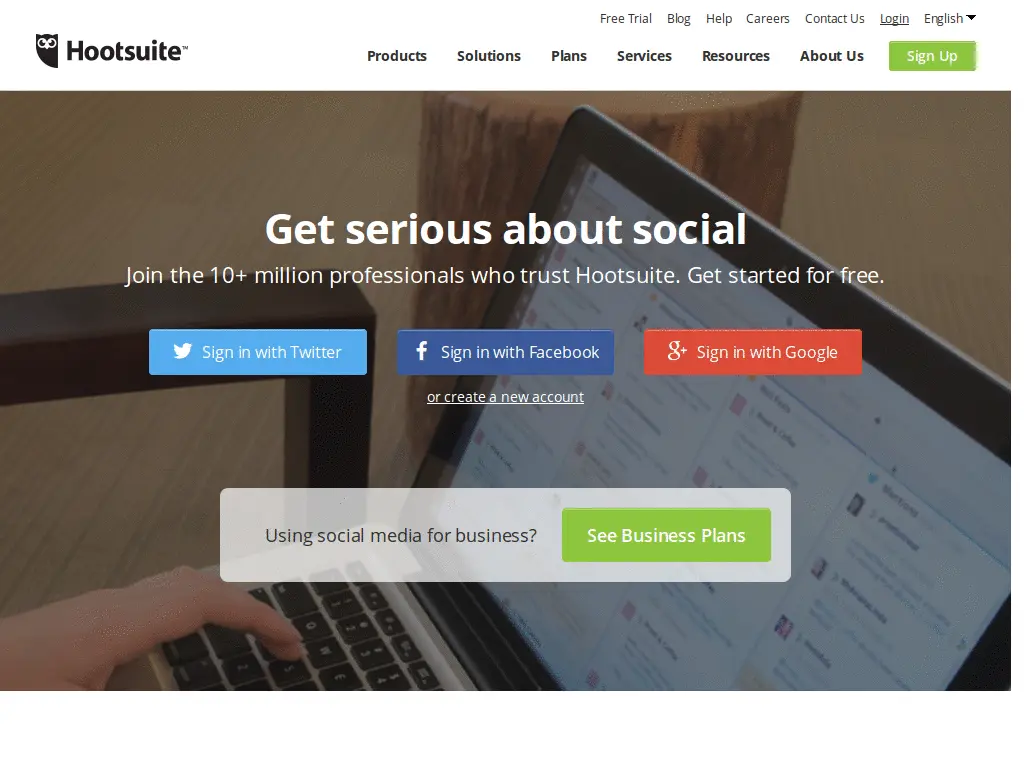 Free Trial Blog Help Careers Contact Us Login English
Hootsuite™
Products Solutions Plans Services Resources About Us Sign Up
Get serious about social
Join the 10+ million professionals who trust Hootsuite. Get started for free.
Sign in with Twitter Sign in with Facebook Sign in with Google
or create a new account
Using social media for business? See Business Plans